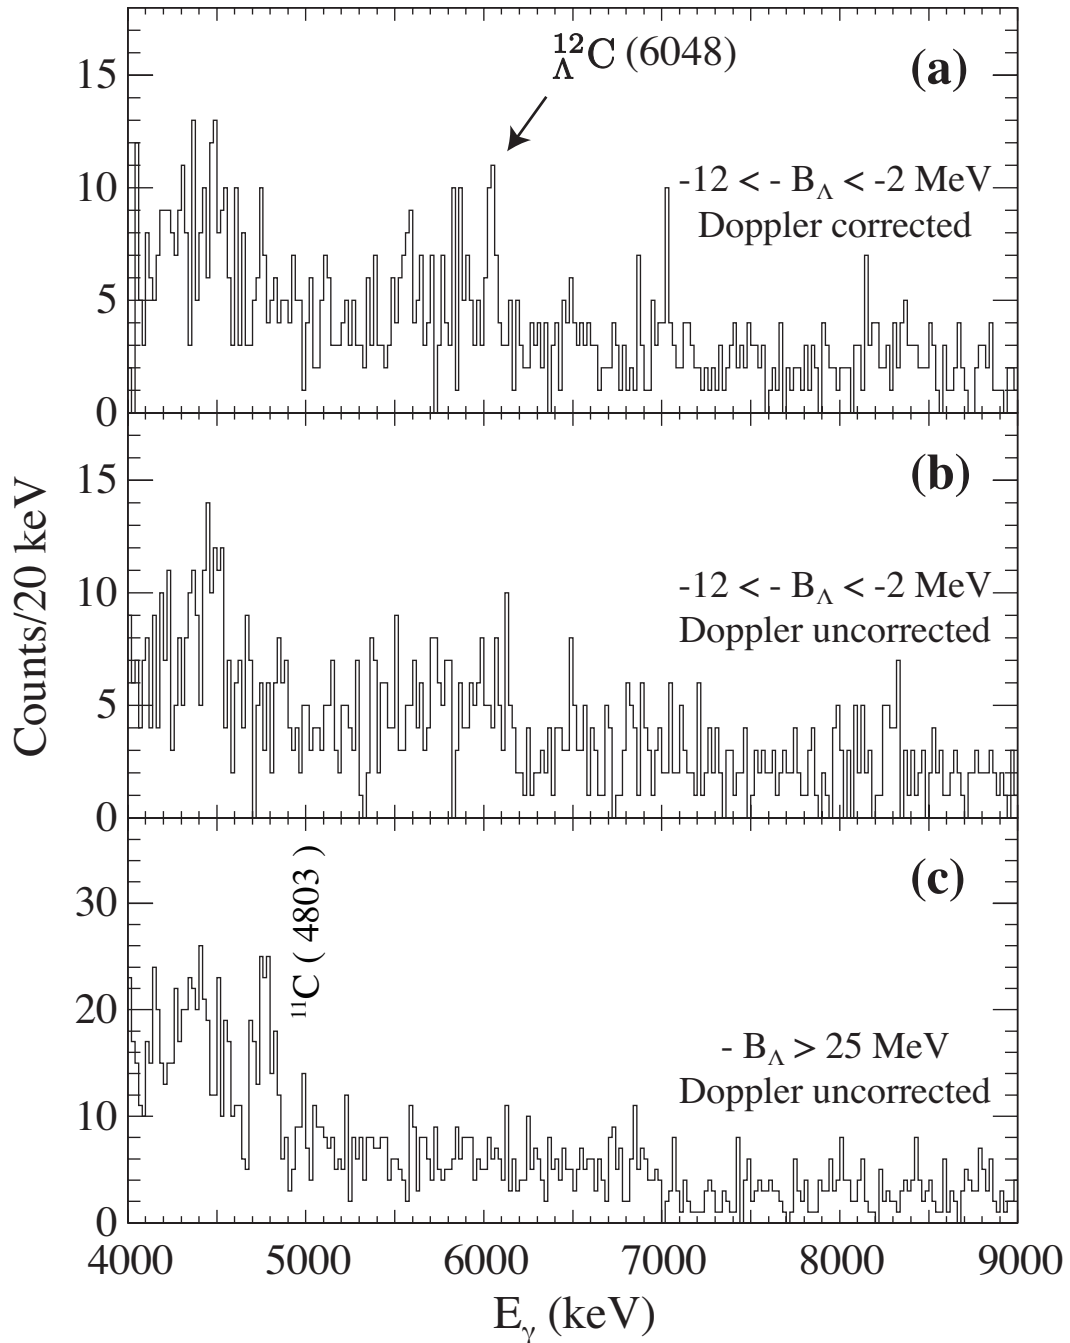 ¹²ΛC (6048)
(a)
-12 < - BΛ < -2 MeV
Doppler corrected
15
10
5
0
(b)
-12 < - BΛ < -2 MeV
Doppler uncorrected
15
10
5
0
Counts/20 keV
(c)
¹¹C ( 4803 )
- BΛ > 25 MeV
Doppler uncorrected
30
20
10
0
4000 5000 6000 7000 8000 9000
Eγ (keV)